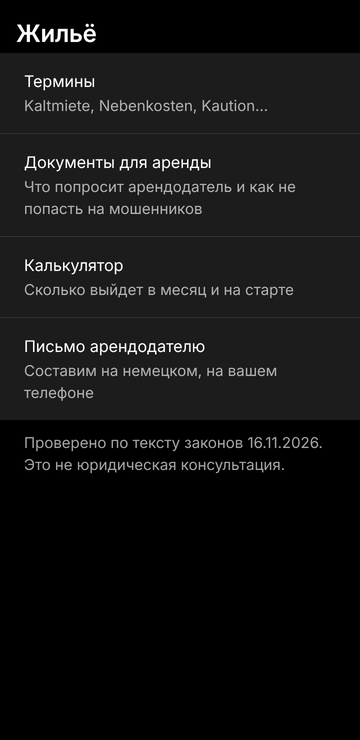 Жильё
Термины
Kaltmiete, Nebenkosten, Kaution...
Документы для аренды
Что попросит арендодатель и как не
попасть на мошенников
Калькулятор
Сколько выйдет в месяц и на старте
Письмо арендодателю
Составим на немецком, на вашем
телефоне
Проверено по тексту законов 16.11.2026.
Это не юридическая консультация.